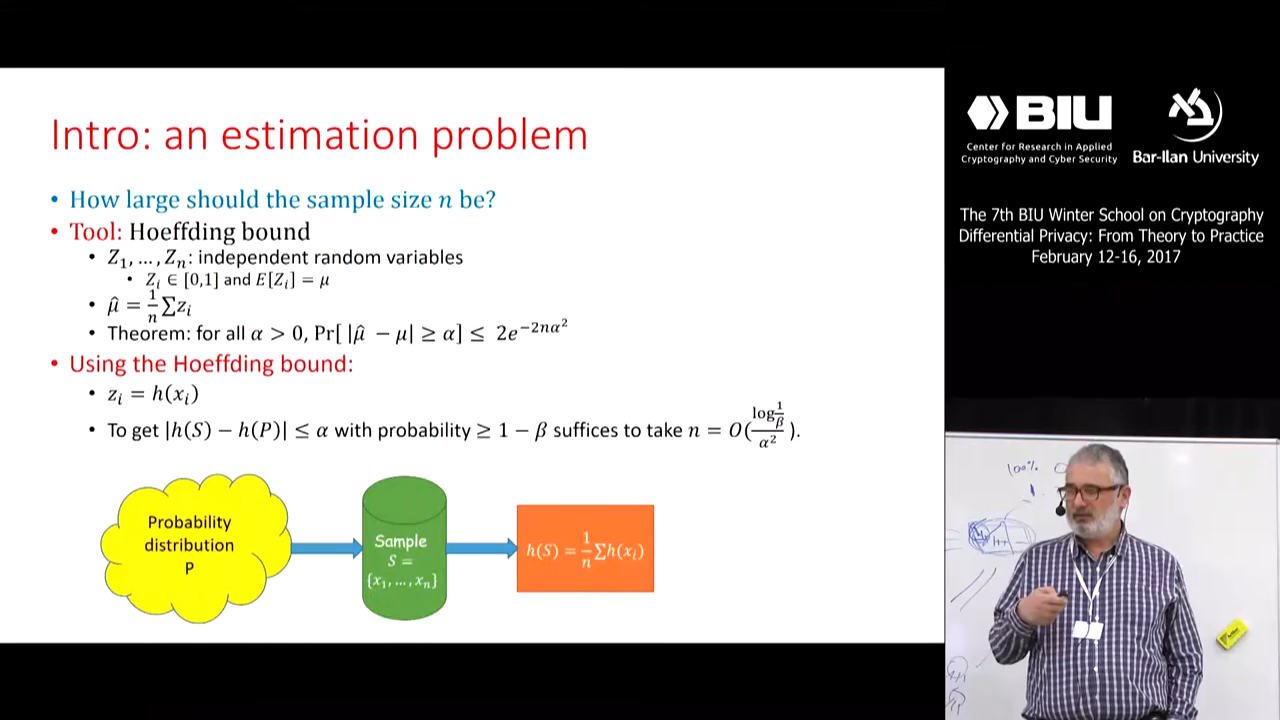 Intro: an estimation problem
• How large should the sample size n be?
• Tool: Hoeffding bound
• Z₁, …, Zₙ: independent random variables
• Zᵢ ∈ [0,1] and E[Zᵢ] = μ
• μ̂ = 1/n ∑zᵢ
• Theorem: for all α > 0, Pr[ |μ̂ − μ| ≥ α] ≤ 2e^{−2nα²}
• Using the Hoeffding bound:
• zᵢ = h(xᵢ)
• To get |h(S) − h(P)| ≤ α with probability ≥ 1 − β suffices to take n = O(log 1/β / α²).
Probability
distribution
P
Sample
S =
{x₁, …, xₙ}
h(S) = 1/n ∑h(xᵢ)
BIU
Center for Research in Applied
Cryptography and Cyber Security
Bar-Ilan University
The 7th BIU Winter School on Cryptography
Differential Privacy: From Theory to Practice
February 12-16, 2017
100%